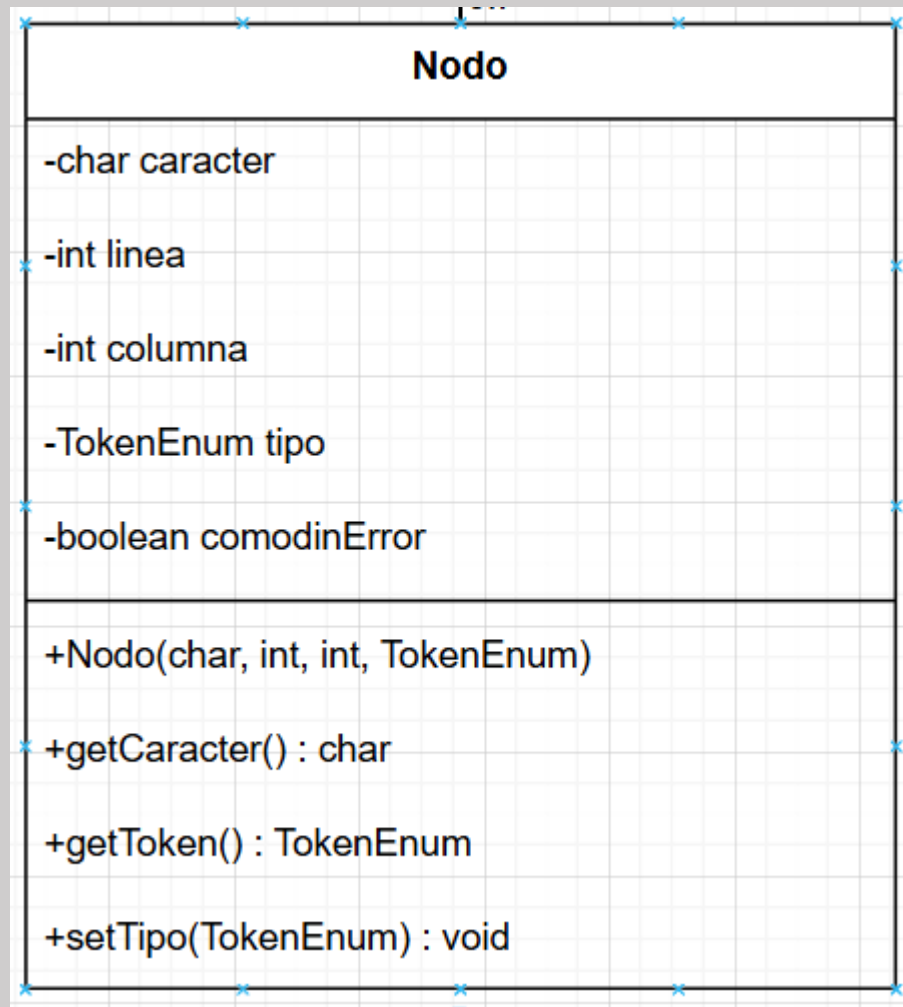 Nodo
-char caracter
-int linea
-int columna
-TokenEnum tipo
-boolean comodinError
+Nodo(char, int, int, TokenEnum)
+getCaracter() : char
+getToken() : TokenEnum
+setTipo(TokenEnum) : void